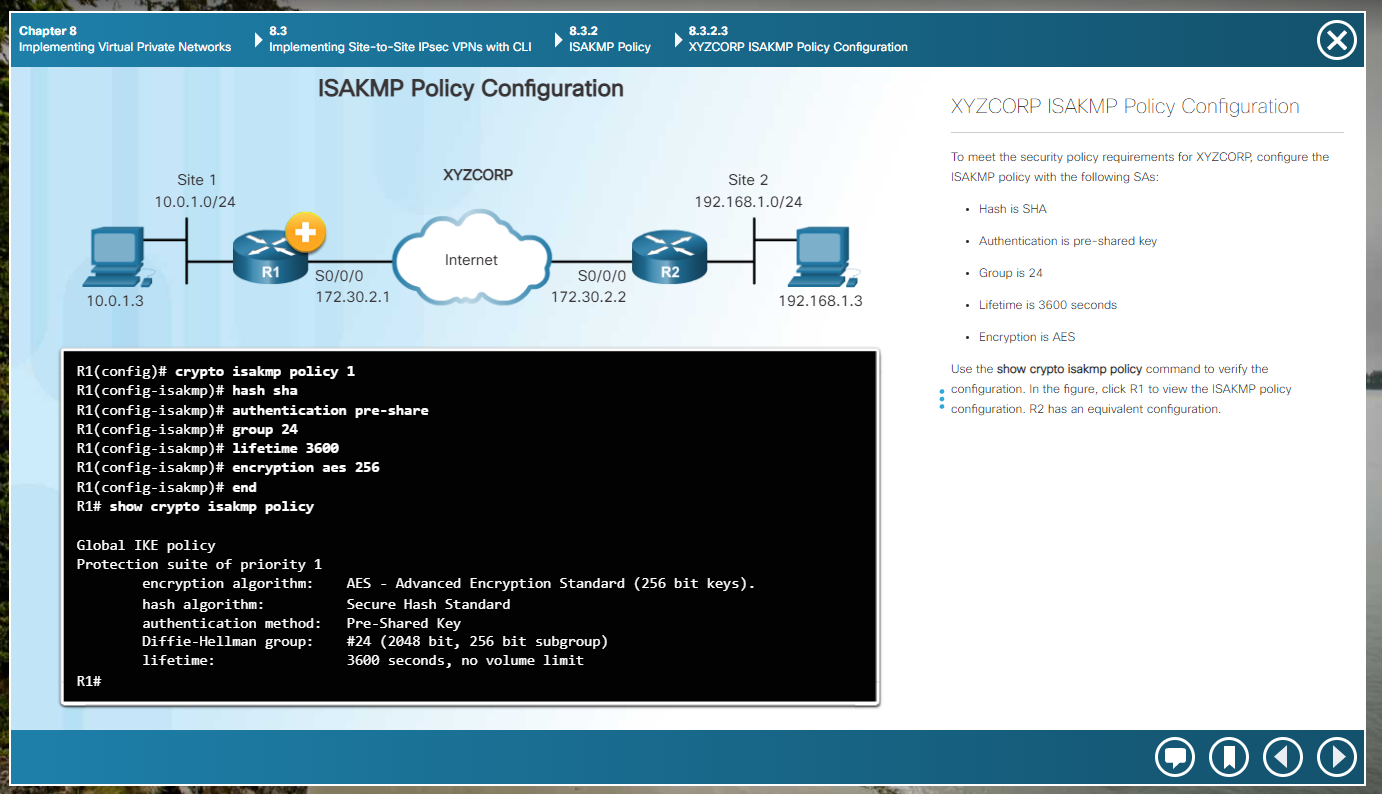 Chapter 8
Implementing Virtual Private Networks
8.3
Implementing Site-to-Site IPsec VPNs with CLI
8.3.2
ISAKMP Policy
8.3.2.3
XYZCORP ISAKMP Policy Configuration
ISAKMP Policy Configuration
XYZCORP
Site 1
10.0.1.0/24
Site 2
192.168.1.0/24
R1
Internet
R2
S0/0/0
172.30.2.1
S0/0/0
172.30.2.2
10.0.1.3
192.168.1.3
R1(config)# crypto isakmp policy 1
R1(config-isakmp)# hash sha
R1(config-isakmp)# authentication pre-share
R1(config-isakmp)# group 24
R1(config-isakmp)# lifetime 3600
R1(config-isakmp)# encryption aes 256
R1(config-isakmp)# end
R1# show crypto isakmp policy
Global IKE policy
Protection suite of priority 1
encryption algorithm: AES - Advanced Encryption Standard (256 bit keys).
hash algorithm: Secure Hash Standard
authentication method: Pre-Shared Key
Diffie-Hellman group: #24 (2048 bit, 256 bit subgroup)
lifetime: 3600 seconds, no volume limit
R1#
XYZCORP ISAKMP Policy Configuration
To meet the security policy requirements for XYZCORP, configure the
ISAKMP policy with the following SAs:
• Hash is SHA
• Authentication is pre-shared key
• Group is 24
• Lifetime is 3600 seconds
• Encryption is AES
Use the show crypto isakmp policy command to verify the
configuration. In the figure, click R1 to view the ISAKMP policy
configuration. R2 has an equivalent configuration.